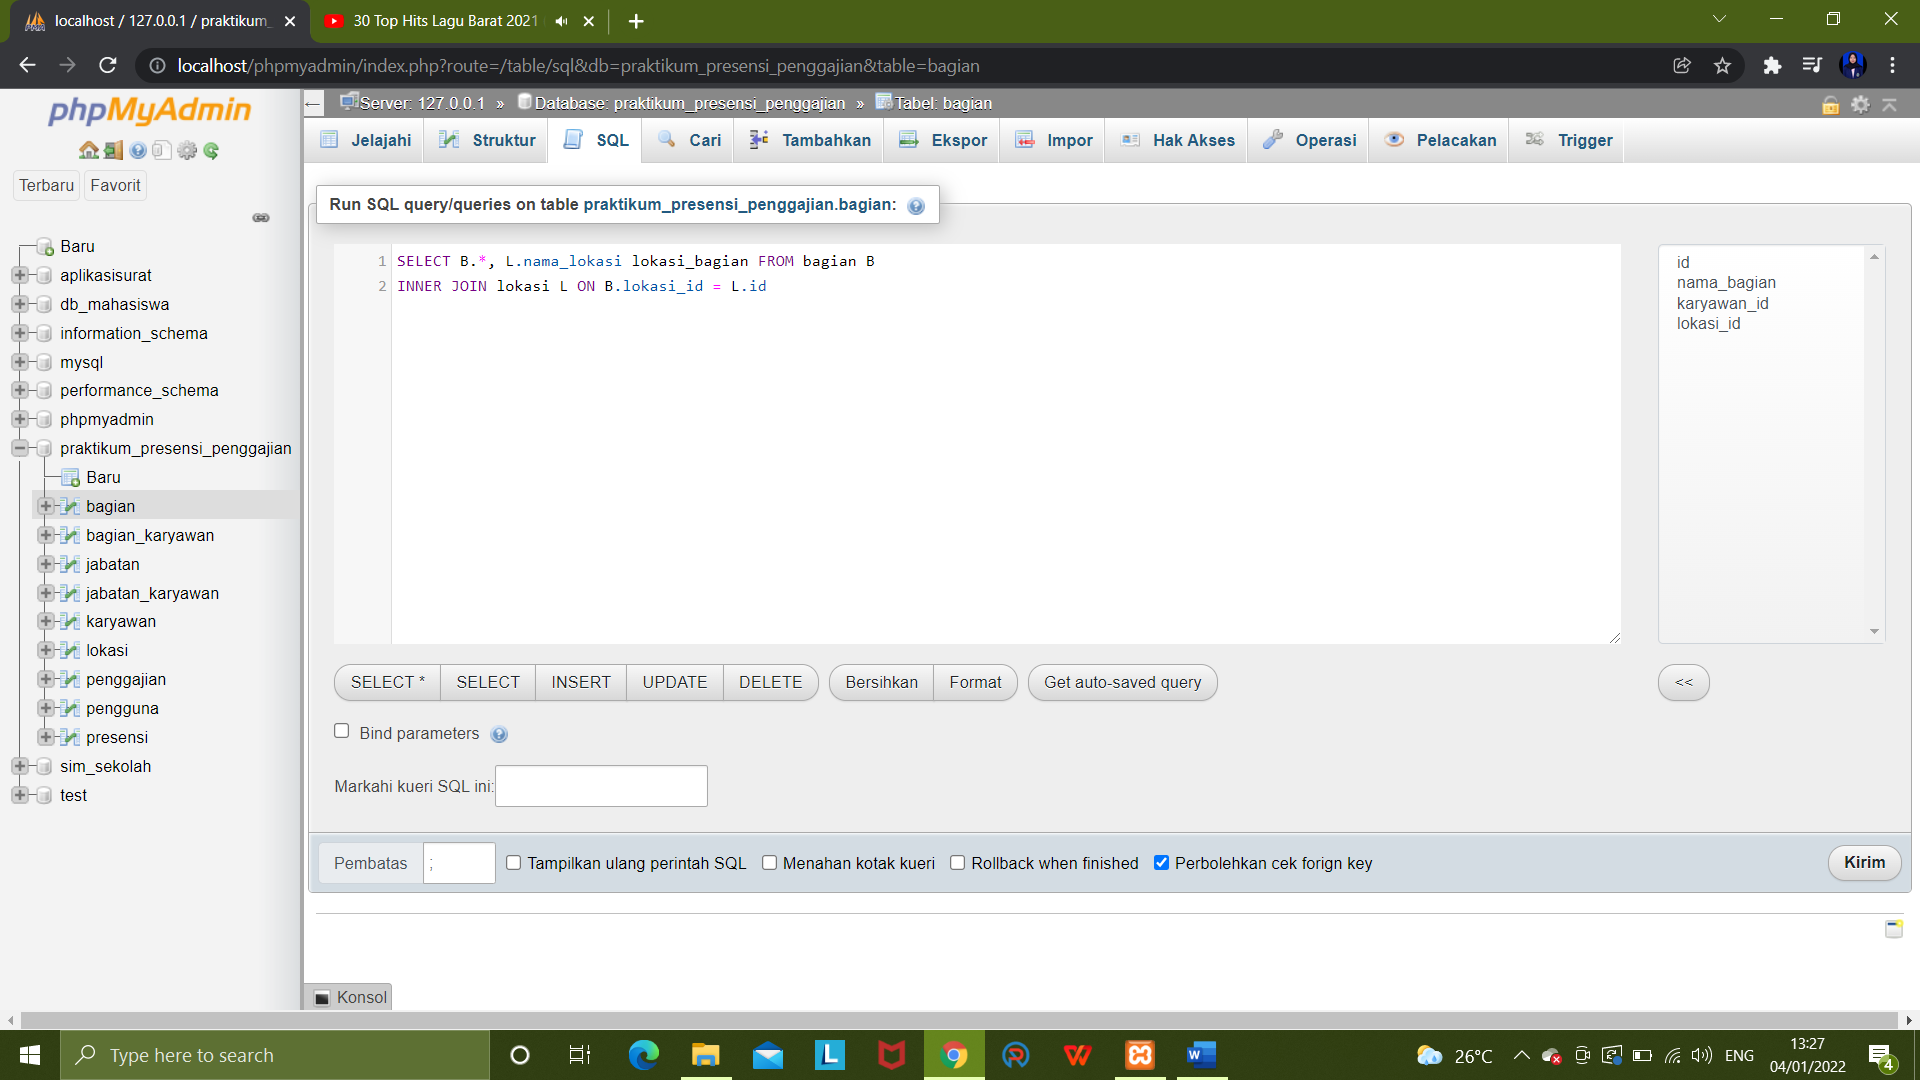 localhost / 127.0.0.1 / praktikum_
30 Top Hits Lagu Barat 2021
localhost/phpmyadmin/index.php?route=/table/sql&db=praktikum_presensi_penggajian&table=bagian
phpMyAdmin
Terbaru
Favorit
Baru
aplikasisurat
db_mahasiswa
information_schema
mysql
performance_schema
phpmyadmin
praktikum_presensi_penggajian
Baru
bagian
bagian_karyawan
jabatan
jabatan_karyawan
karyawan
lokasi
penggajian
pengguna
presensi
sim_sekolah
test
Server: 127.0.0.1 » Database: praktikum_presensi_penggajian » Tabel: bagian
Jelajahi
Struktur
SQL
Cari
Tambahkan
Ekspor
Impor
Hak Akses
Operasi
Pelacakan
Trigger
Run SQL query/queries on table praktikum_presensi_penggajian.bagian:
1 SELECT B.*, L.nama_lokasi lokasi_bagian FROM bagian B
2 INNER JOIN lokasi L ON B.lokasi_id = L.id
id
nama_bagian
karyawan_id
lokasi_id
SELECT *
SELECT
INSERT
UPDATE
DELETE
Bersihkan
Format
Get auto-saved query
<<
Bind parameters
Markahi kueri SQL ini:
Pembatas
;
Tampilkan ulang perintah SQL
Menahan kotak kueri
Rollback when finished
Perbolehkan cek forign key
Kirim
Konsol
Type here to search
26°C
ENG
13:27
04/01/2022
4